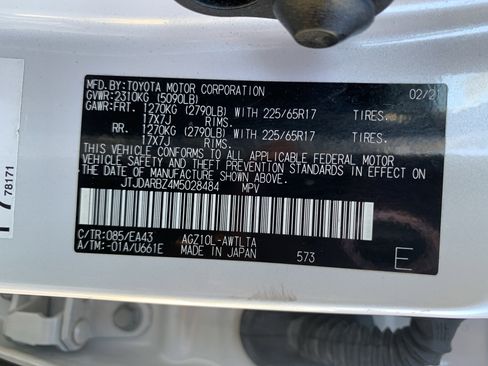 MFD. BY: TOYOTA MOTOR CORPORATION 02/21
GVWR: 2310KG (5090LB)
GAWR: FRT. 1270KG (2790LB) WITH 225/65R17 TIRES.
17X7J RIMS.
RR. 1270KG (2790LB) WITH 225/65R17 TIRES.
17X7J RIMS.
THIS VEHICLE CONFORMS TO ALL APPLICABLE FEDERAL MOTOR
VEHICLE SAFETY AND THEFT PREVENTION STANDARDS IN EFFECT ON
THE DATE OF MANUFACTURE SHOWN ABOVE.
JTJDARBZ4M5028484 MPV
C/TR: 085/EA43 AGZ10L-AWTLTA
A/TM: -01A/U661E MADE IN JAPAN 573 E
78171